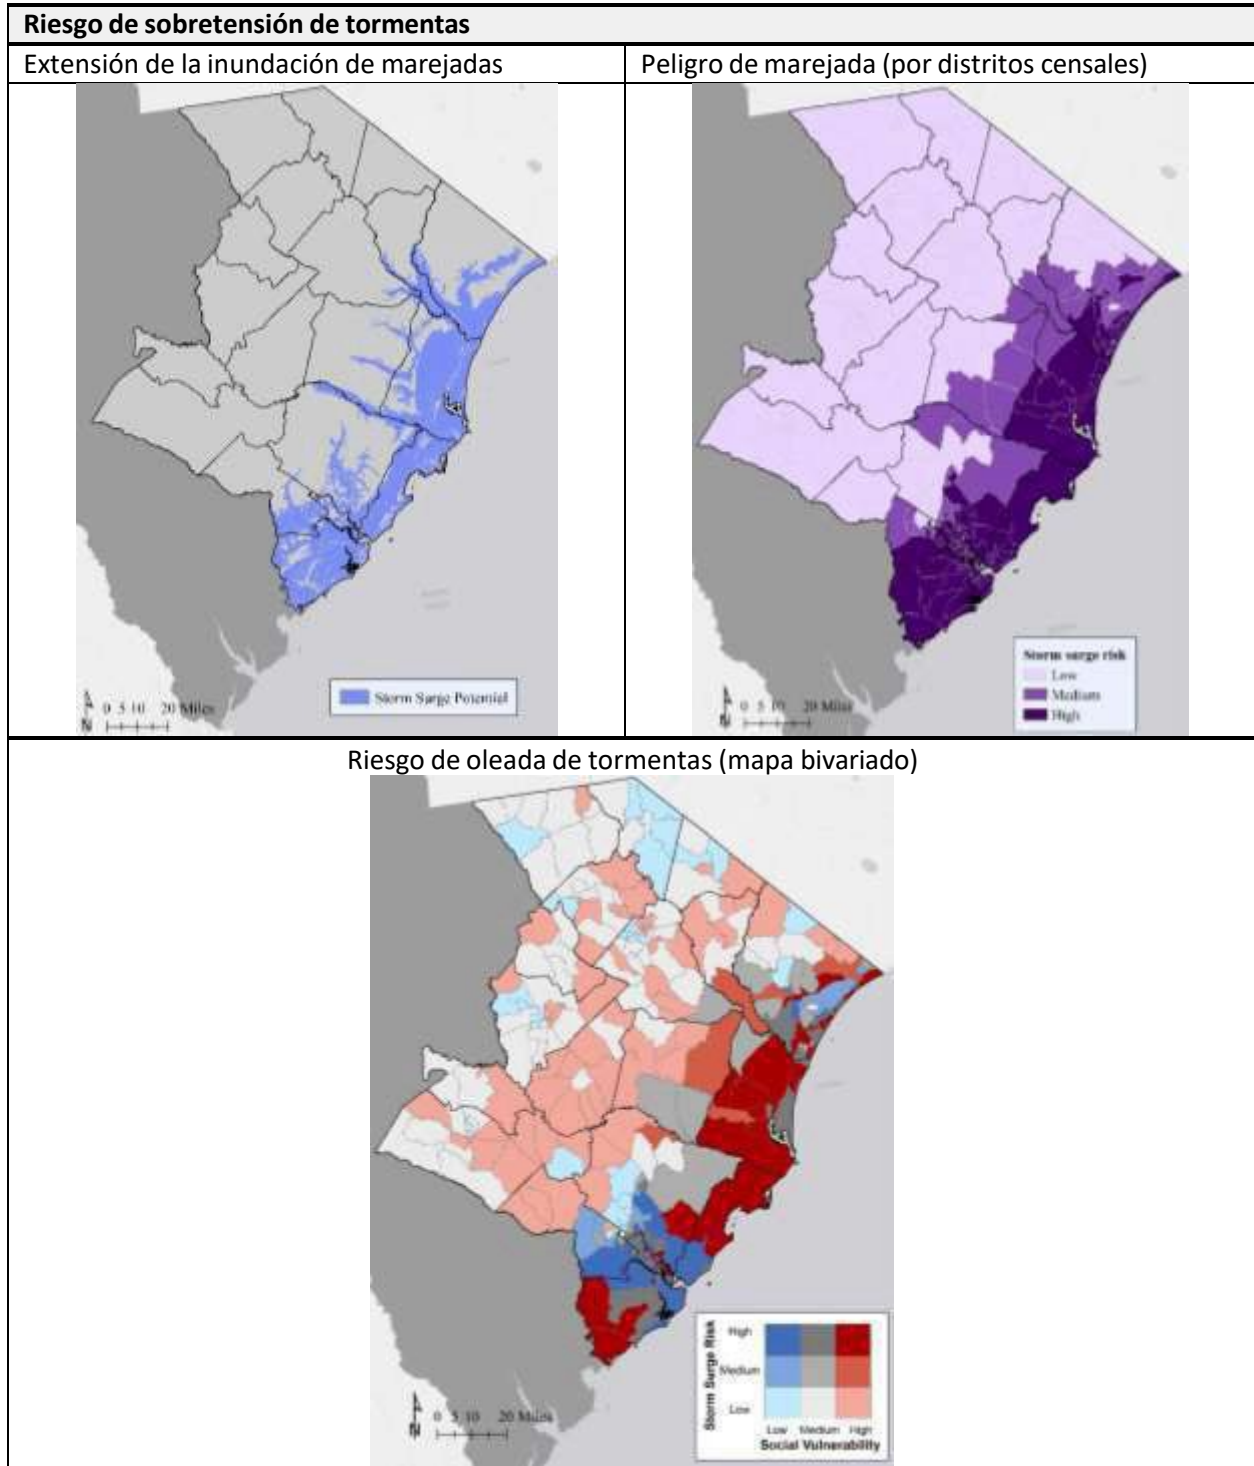 Riesgo de sobretensión de tormentas
Extensión de la inundación de marejadas
Peligro de marejada (por distritos censales)
Storm Surge Potential
0 5 10 20 Miles
N
Storm surge risk
Low
Medium
High
0 5 10 20 Miles
N
Riesgo de oleada de tormentas (mapa bivariado)
Storm Surge Risk
High
Medium
Low
Low Medium High
Social Vulnerability
0 5 10 20 Miles
N